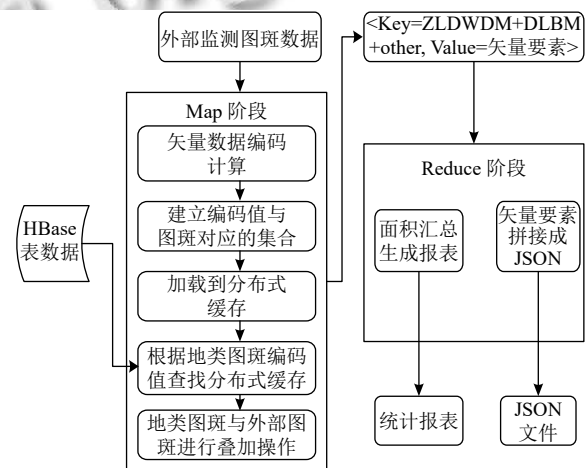 外部监测图斑数据
Map 阶段
矢量数据编码
计算
建立编码值与
图斑对应的集合
加载到分布式
缓存
根据地类图斑编码
值查找分布式缓存
地类图斑与外部图
斑进行叠加操作
HBase
表数据
<Key=ZLDWDM+DLBM
+other, Value=矢量要素>
Reduce 阶段
面积汇总
生成报表
矢量要素
拼接成
JSON
统计报表
JSON
文件